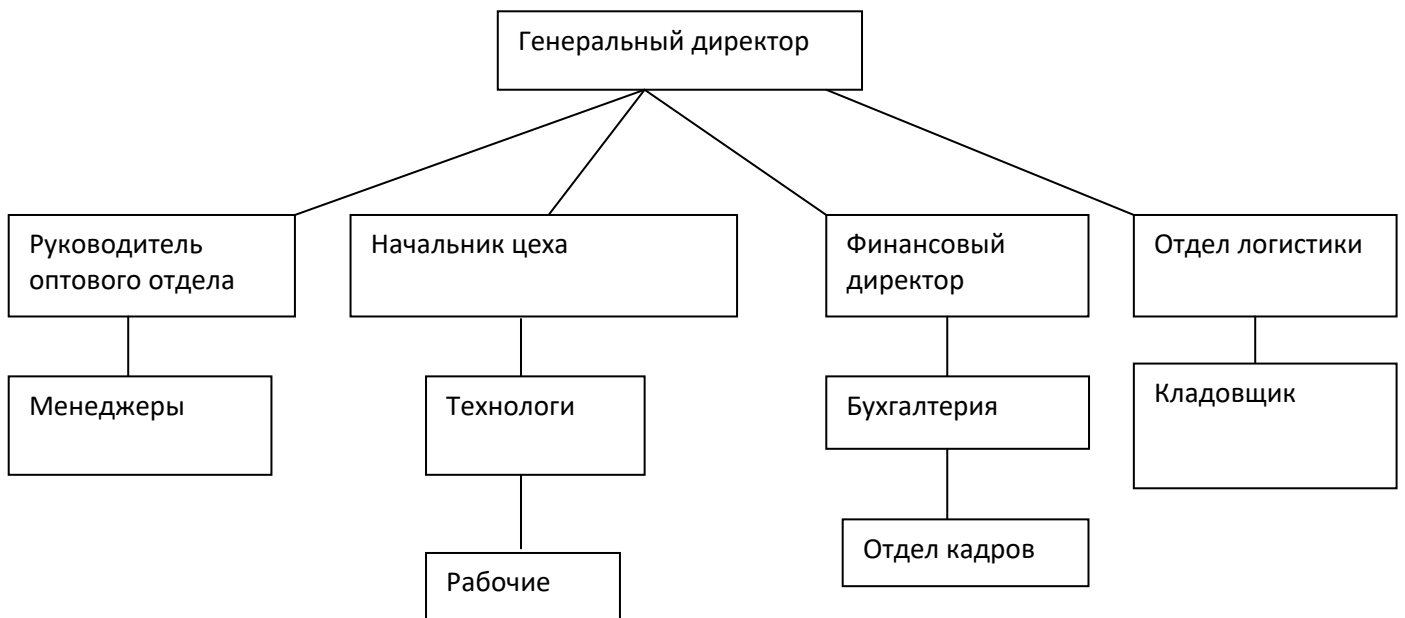 Генеральный директор
Руководитель
оптового отдела
Начальник цеха
Финансовый
директор
Отдел логистики
Менеджеры
Технологи
Бухгалтерия
Кладовщик
Отдел кадров
Рабочие